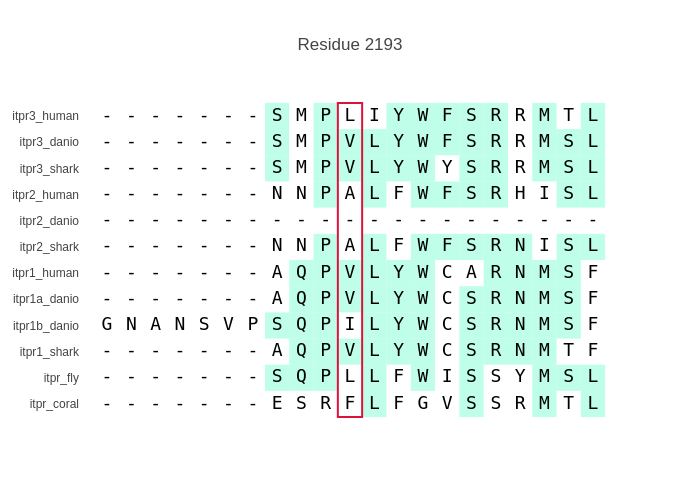 Residue 2193
itpr3_human - - - - - - - S M P L I Y W F S R R M T L
itpr3_danio - - - - - - - S M P V L Y W F S R R M S L
itpr3_shark - - - - - - - S M P V L Y W Y S R R M S L
itpr2_human - - - - - - - N N P A L F W F S R H I S L
itpr2_danio - - - - - - - - - - - - - - - - - - - - -
itpr2_shark - - - - - - - N N P A L F W F S R N I S L
itpr1_human - - - - - - - A Q P V L Y W C A R N M S F
itpr1a_danio - - - - - - - A Q P V L Y W C S R N M S F
itpr1b_danio G N A N S V P S Q P I L Y W C S R N M S F
itpr1_shark - - - - - - - A Q P V L Y W C S R N M T F
itpr_fly - - - - - - - S Q P L L F W I S S Y M S L
itpr_coral - - - - - - - E S R F L F G V S S R M T L